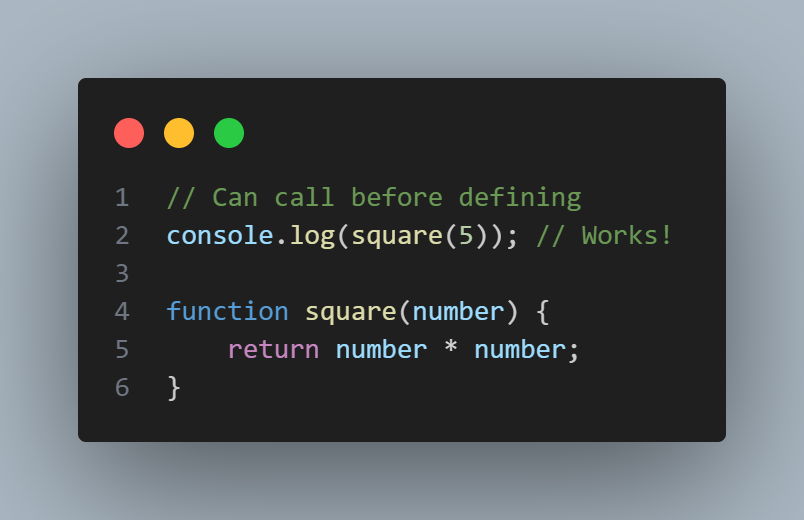 1 // Can call before defining
2 console.log(square(5)); // Works!
3
4 function square(number) {
5     return number * number;
6 }